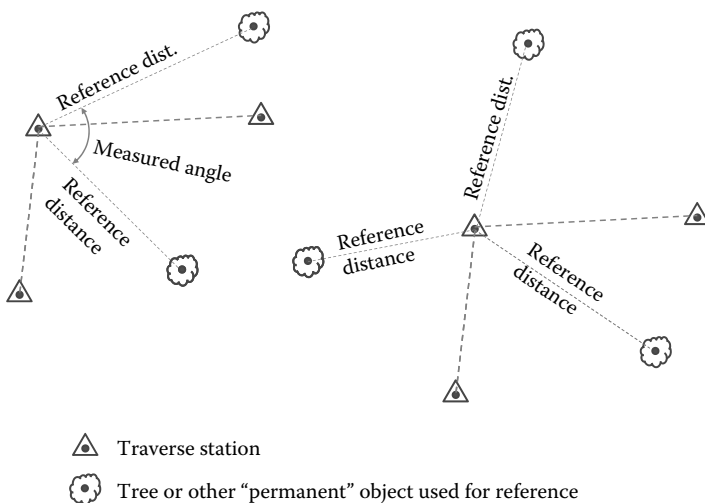 Reference dist.
Measured angle
Reference
distance
Reference dist.
Reference
distance
Reference
distance
Traverse station
Tree or other “permanent” object used for reference